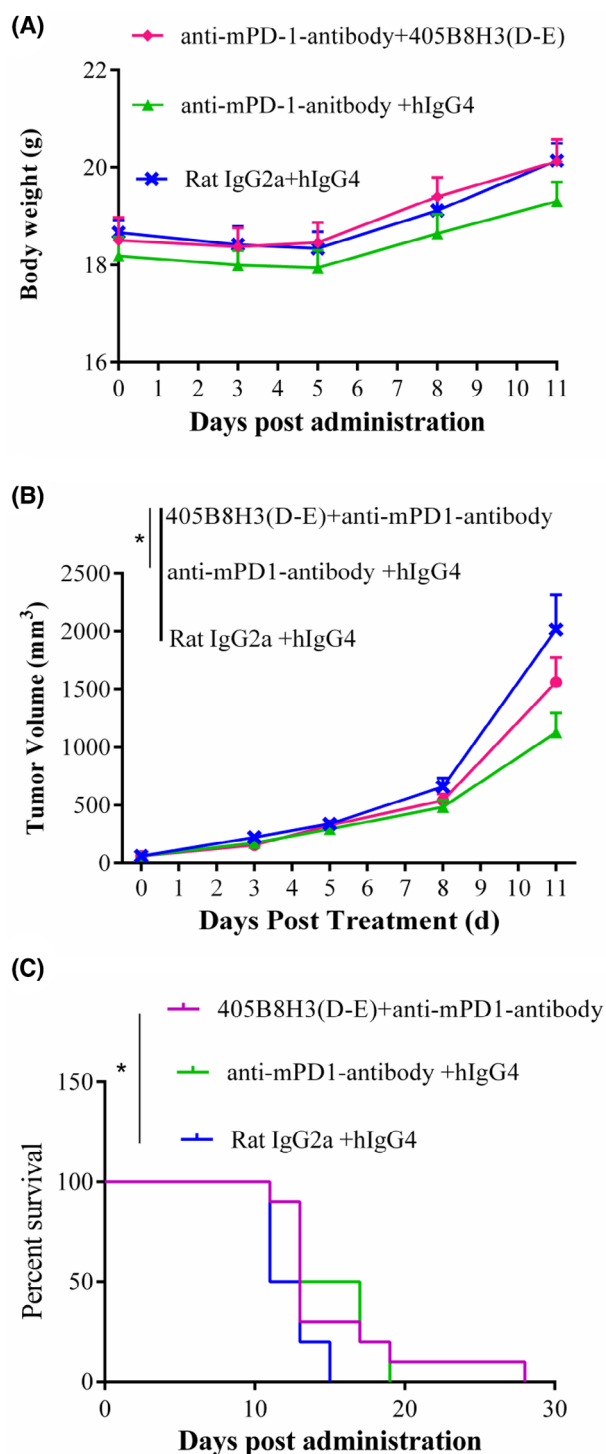 (A)
anti-mPD-1-antibody+405B8H3(D-E)
anti-mPD-1-anitbody +hIgG4
Rat IgG2a+hIgG4
Body weight (g)
22
20
18
16
0 1 2 3 4 5 6 7 8 9 10 11
Days post administration
(B)
405B8H3(D-E)+anti-mPD1-antibody
*
anti-mPD1-antibody +hIgG4
Rat IgG2a +hIgG4
Tumor Volume (mm3)
2500
2000
1500
1000
500
0
0 1 2 3 4 5 6 7 8 9 10 11
Days Post Treatment (d)
(C)
405B8H3(D-E)+anti-mPD1-antibody
*
anti-mPD1-antibody +hIgG4
Rat IgG2a +hIgG4
Percent survival
150
100
50
0
0 10 20 30
Days post administration